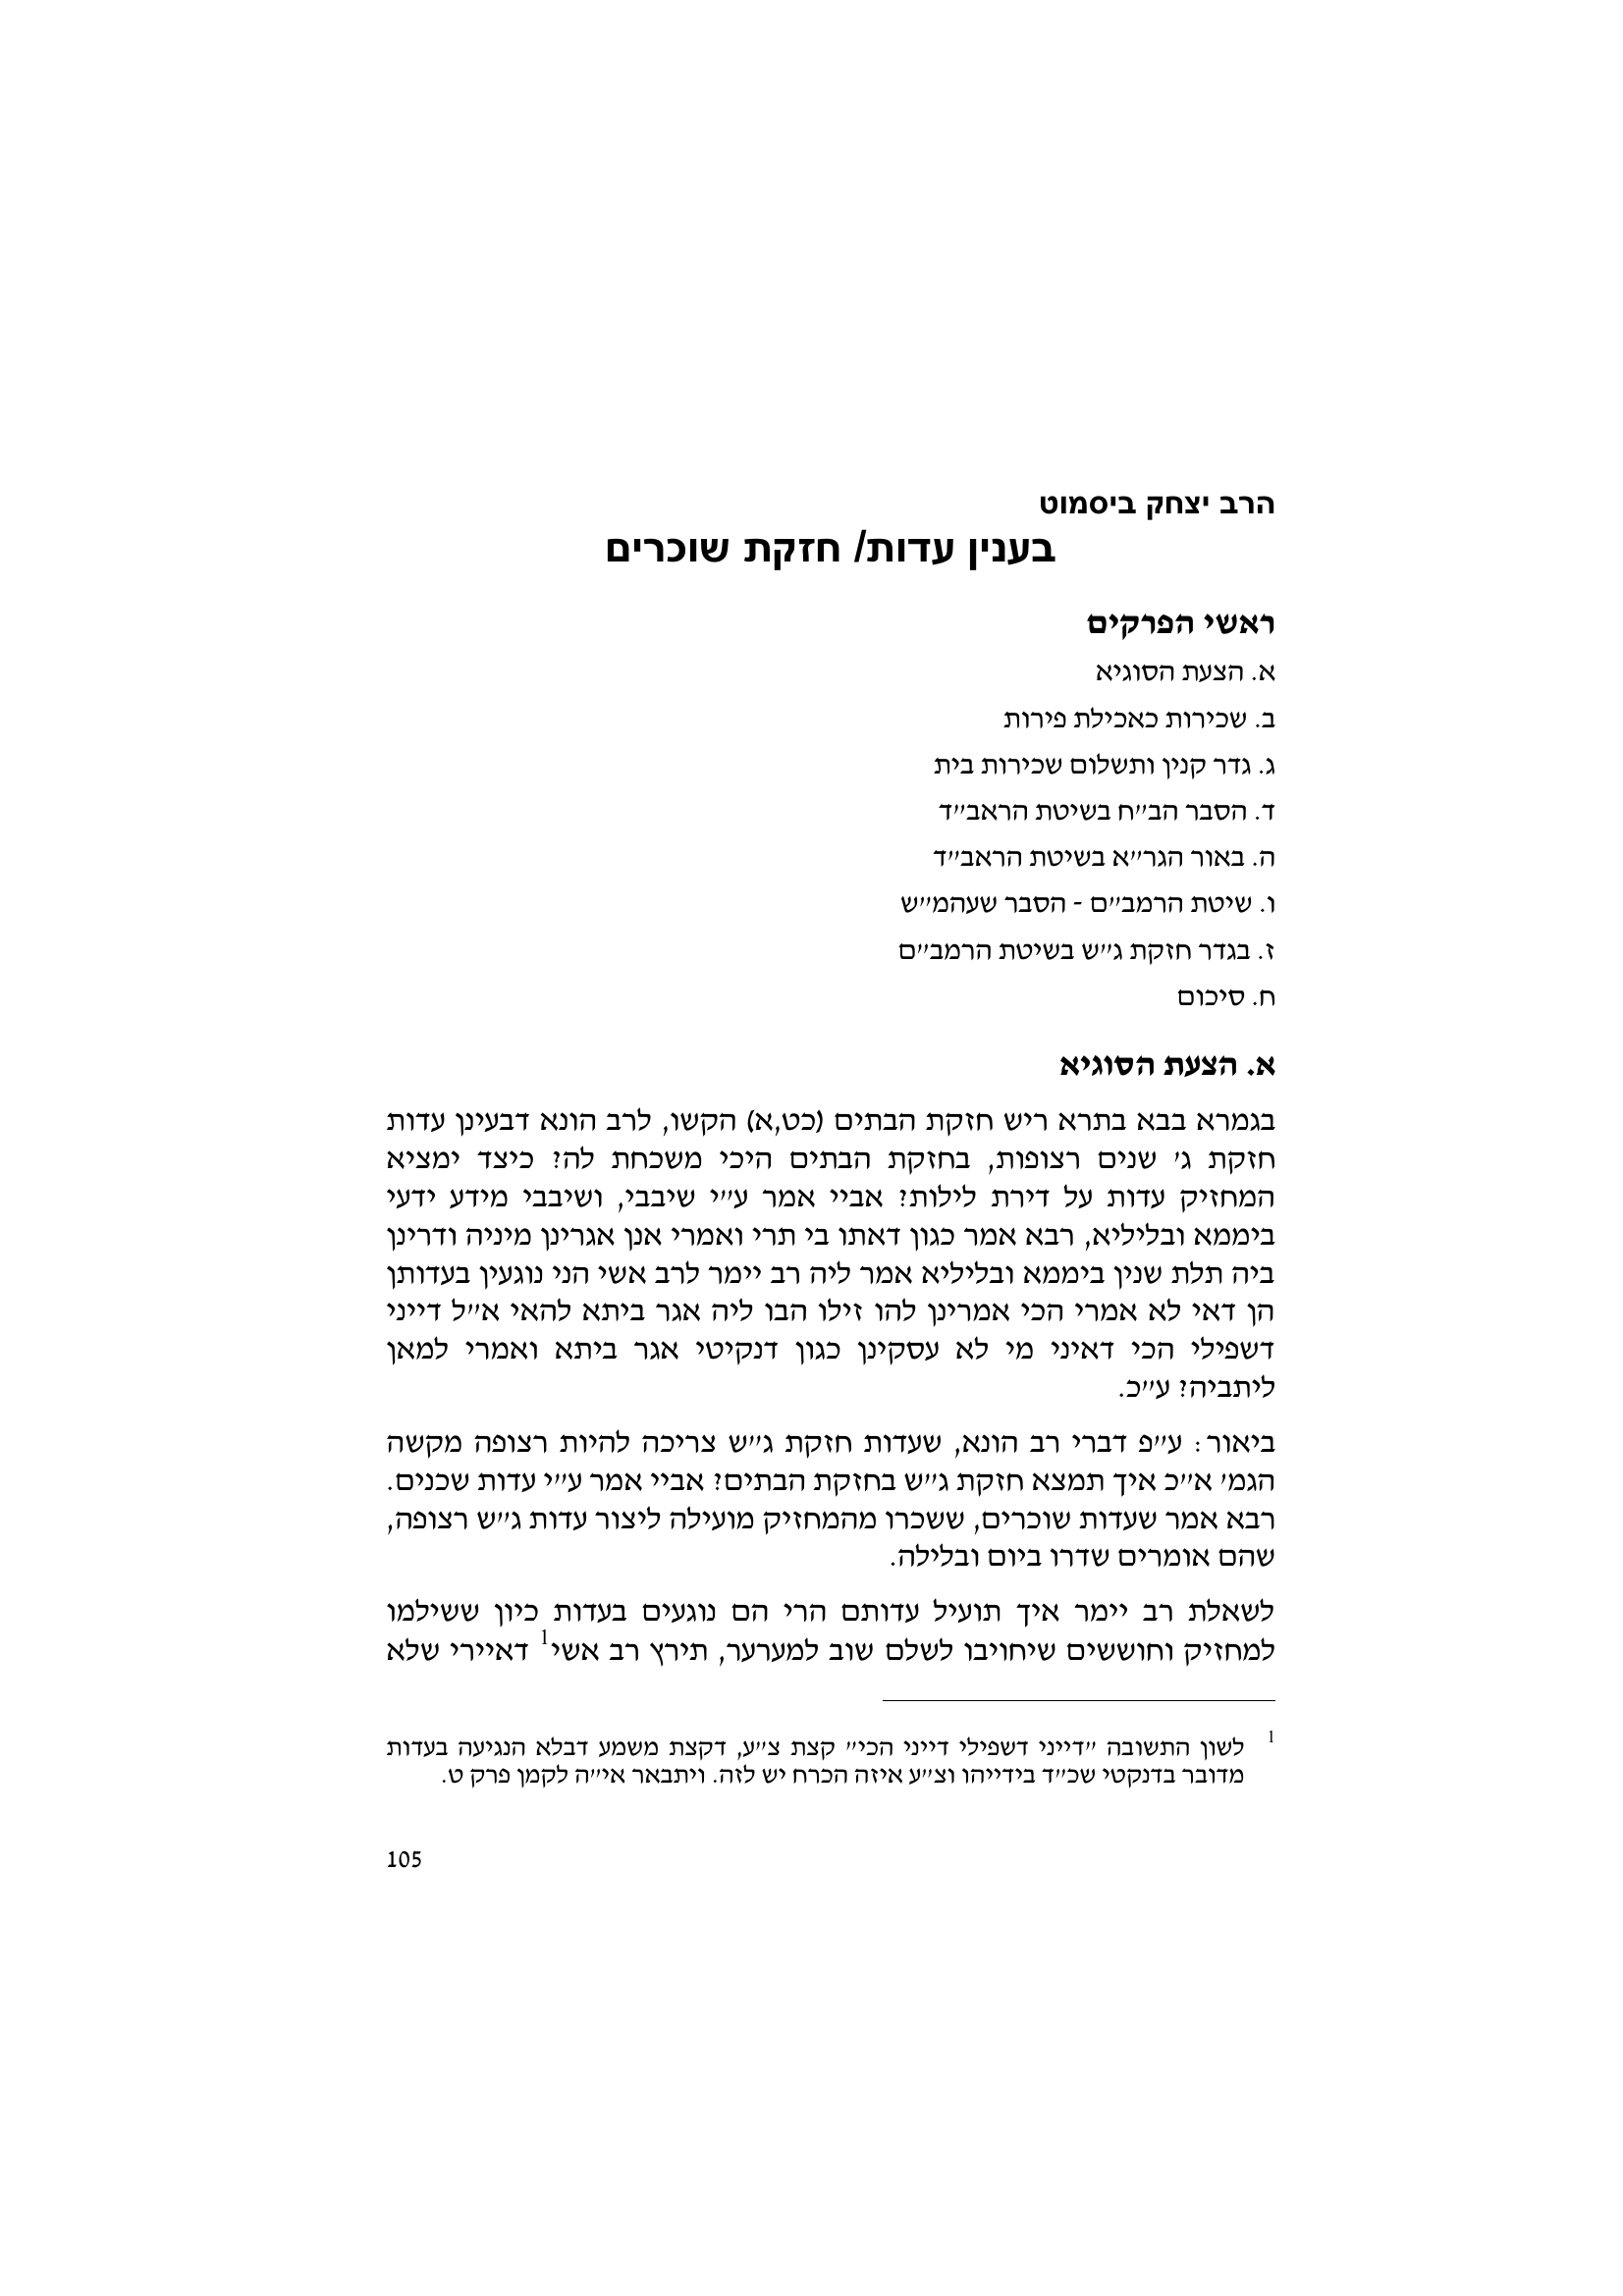 הרב יצחק ביסמוט
בענין עדות/ חזקת שוכרים
ראשי הפרקים
א. הצעת הסוגיא
ב. שכירות כאכילת פירות
ג. גדר קנין ותשלום שכירות בית
ד. הסבר הב״ח בשיטת הראב״ד
ה. באור הגר״א בשיטת הראב״ד
ו. שיטת הרמב״ם - הסבר שעהמ״ש
ז. בגדר חזקת ג״ש בשיטת הרמב״ם
ח. סיכום
א. הצעת הסוגיא
בגמרא בבא בתרא ריש חזקת הבתים (כט,א) הקשו, לרב הונא דבעינן עדות
חזקת ג׳ שנים רצופות, בחזקת הבתים היכי משכחת לה? כיצד ימציא
המחזיק עדות על דירת לילות? אביי אמר ע״י שיבבי, ושיבבי מידע ידעי
ביממא ובליליא, רבא אמר כגון דאתו בי תרי ואמרי אנן אגרינן מיניה ודרינן
ביה תלת שנין ביממא ובליליא אמר ליה רב יימר לרב אשי הני נוגעין בעדותן
הן דאי לא אמרי הכי אמרינן להו זילו הבו ליה אגר ביתא להאי א״ל דייני
דשפילי הכי דאיני מי לא עסקינן כגון דנקיטי אגר ביתא ואמרי למאן
ליתביה? ע״כ.
ביאור: ע״פ דברי רב הונא, שעדות חזקת ג״ש צריכה להיות רצופה מקשה
הגמ׳ א״כ איך תמצא חזקת ג״ש בחזקת הבתים? אביי אמר ע״י עדות שכנים.
רבא אמר שעדות שוכרים, ששכרו מהמחזיק מועילה ליצור עדות ג״ש רצופה,
שהם אומרים שדרו ביום ובלילה.
לשאלת רב יימר איך תועיל עדותם הרי הם נוגעים בעדות כיון ששילמו
למחזיק וחוששים שיחויבו לשלם שוב למערער, תירץ רב אשי1 דאיירי שלא
1 לשון התשובה ״דייני דשפילי דייני הכי״ קצת צ״ע, דקצת משמע דבלא הנגיעה בעדות
מדובר בדנקטי שכ״ד בידייהו וצ״ע איזה הכרח יש לזה. ויתבאר אי״ה לקמן פרק ט.
105